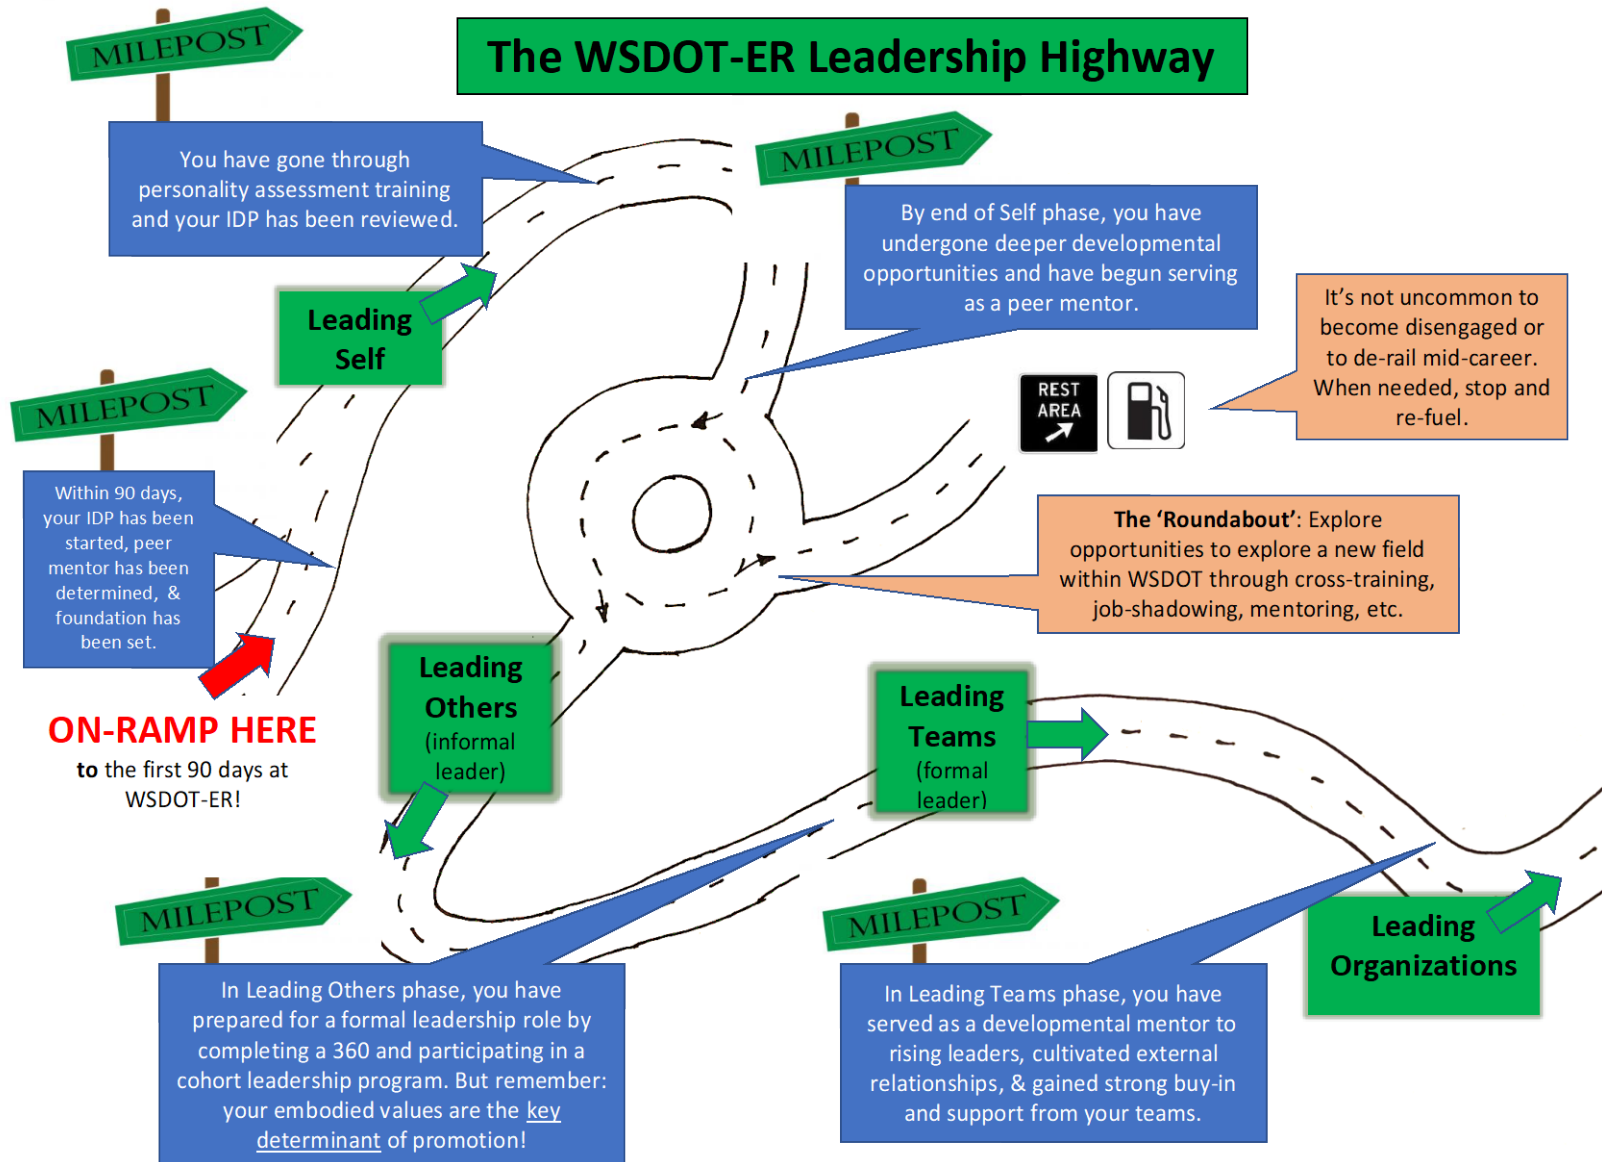 The WSDOT-ER Leadership Highway
MILEPOST
You have gone through
personality assessment training
and your IDP has been reviewed.
MILEPOST
By end of Self phase, you have
undergone deeper developmental
opportunities and have begun serving
as a peer mentor.
Leading
Self
It’s not uncommon to
become disengaged or
to de-rail mid-career.
When needed, stop and
re-fuel.
REST
AREA
MILEPOST
Within 90 days,
your IDP has been
started, peer
mentor has been
determined, &
foundation has
been set.
The ‘Roundabout’: Explore
opportunities to explore a new field
within WSDOT through cross-training,
job-shadowing, mentoring, etc.
ON-RAMP HERE
to the first 90 days at
WSDOT-ER!
Leading
Others
(informal
leader)
Leading
Teams
(formal
leader)
MILEPOST
In Leading Others phase, you have
prepared for a formal leadership role by
completing a 360 and participating in a
cohort leadership program. But remember:
your embodied values are the key
determinant of promotion!
MILEPOST
In Leading Teams phase, you have
served as a developmental mentor to
rising leaders, cultivated external
relationships, & gained strong buy-in
and support from your teams.
Leading
Organizations